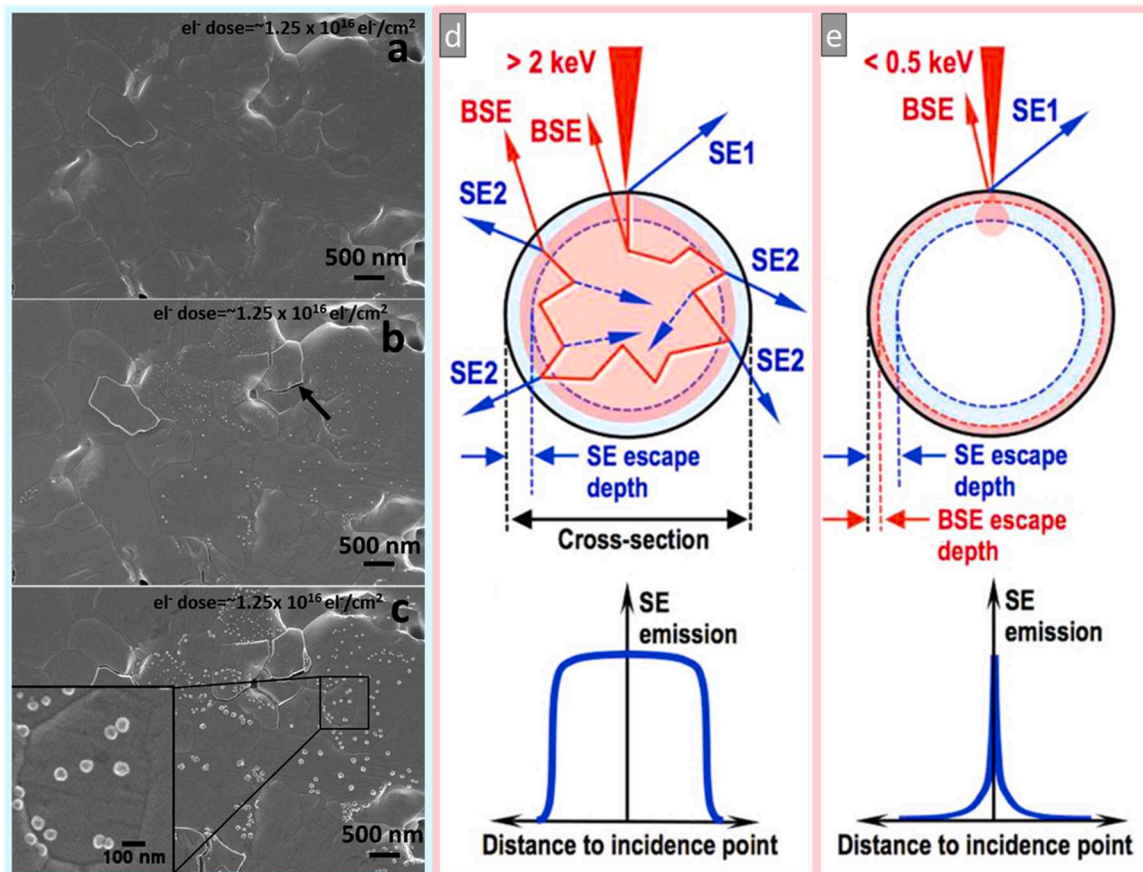 el⁻ dose=~1.25 x 10¹⁶ el⁻/cm²
a
500 nm
el⁻ dose=~1.25 x 10¹⁶ el⁻/cm²
b
500 nm
el⁻ dose=~1.25x 10¹⁶ el⁻/cm²
c
100 nm
500 nm
d
> 2 keV
BSE
BSE
SE1
SE2
SE2
SE2
SE2
SE escape
depth
Cross-section
SE
emission
Distance to incidence point
e
< 0.5 keV
BSE
SE1
SE escape
depth
BSE escape
depth
SE
emission
Distance to incidence point